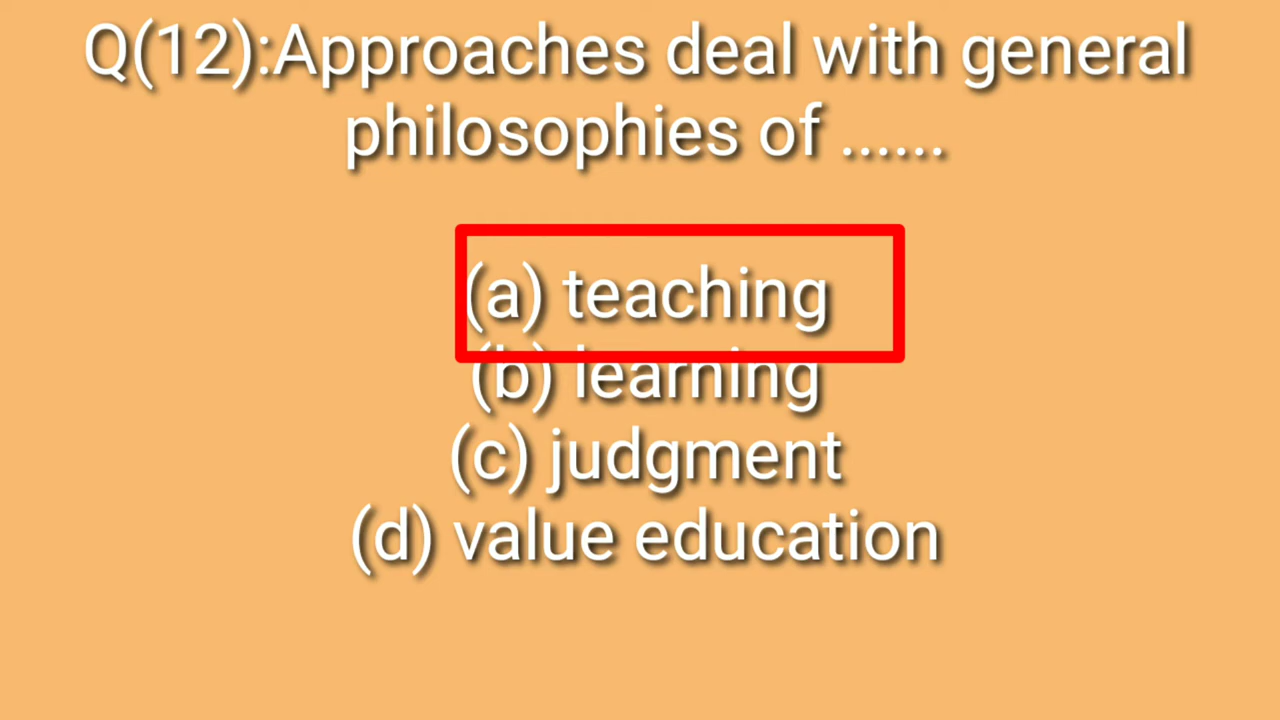 Q(12):Approaches deal with general
philosophies of ......
(a) teaching
(b) learning
(c) judgment
(d) value education